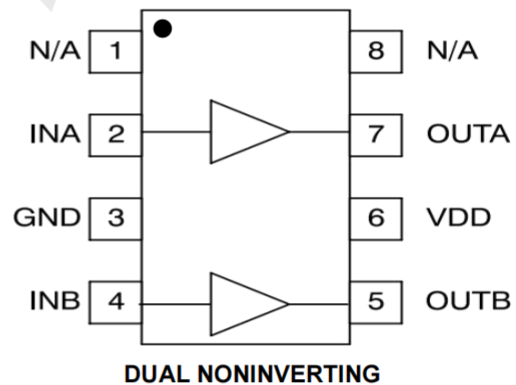 N/A 1 8 N/A
INA 2 7 OUTA
GND 3 6 VDD
INB 4 5 OUTB
DUAL NONINVERTING